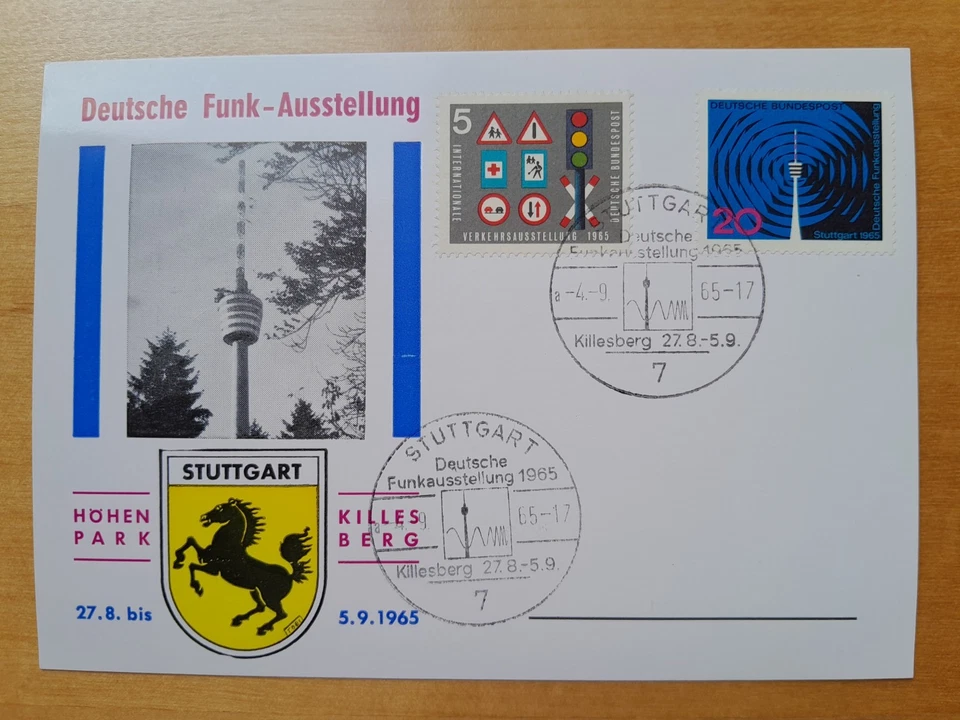 Deutsche Funk-Ausstellung
STUTTGART
HÖHEN
PARK
KILLES
BERG
27.8. bis
5.9.1965
5
INTERNATIONALE
VERKEHRSAUSSTELLUNG 1965
DEUTSCHE BUNDESPOST
DEUTSCHE BUNDESPOST
Deutsche Funkausstellung
Stuttgart 1965
20
STUTTGART
Deutsche
Funkausstellung 1965
a -4.-9. 65-17
Killesberg 27.8.-5.9.
7
STUTTGART
Deutsche
Funkausstellung 1965
65-17
Killesberg 27.8.-5.9.
7